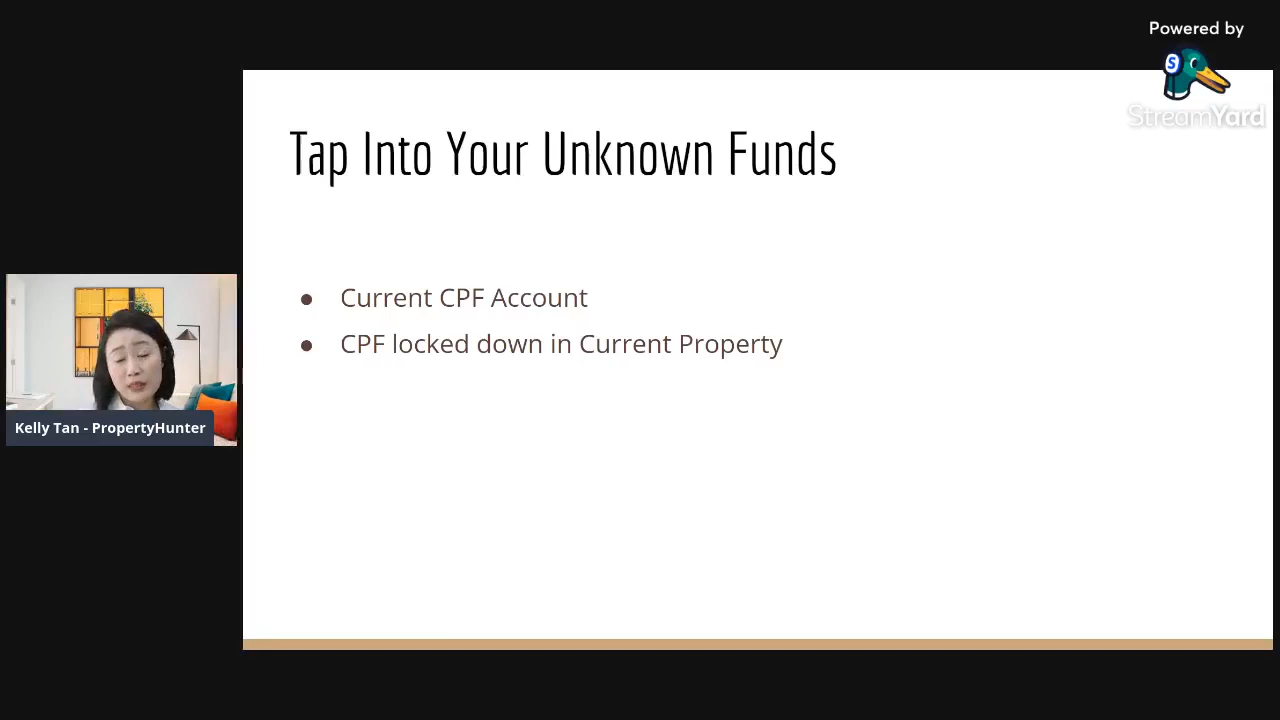 Powered by
S
StreamYard
Tap Into Your Unknown Funds
● Current CPF Account
● CPF locked down in Current Property
Kelly Tan - PropertyHunter